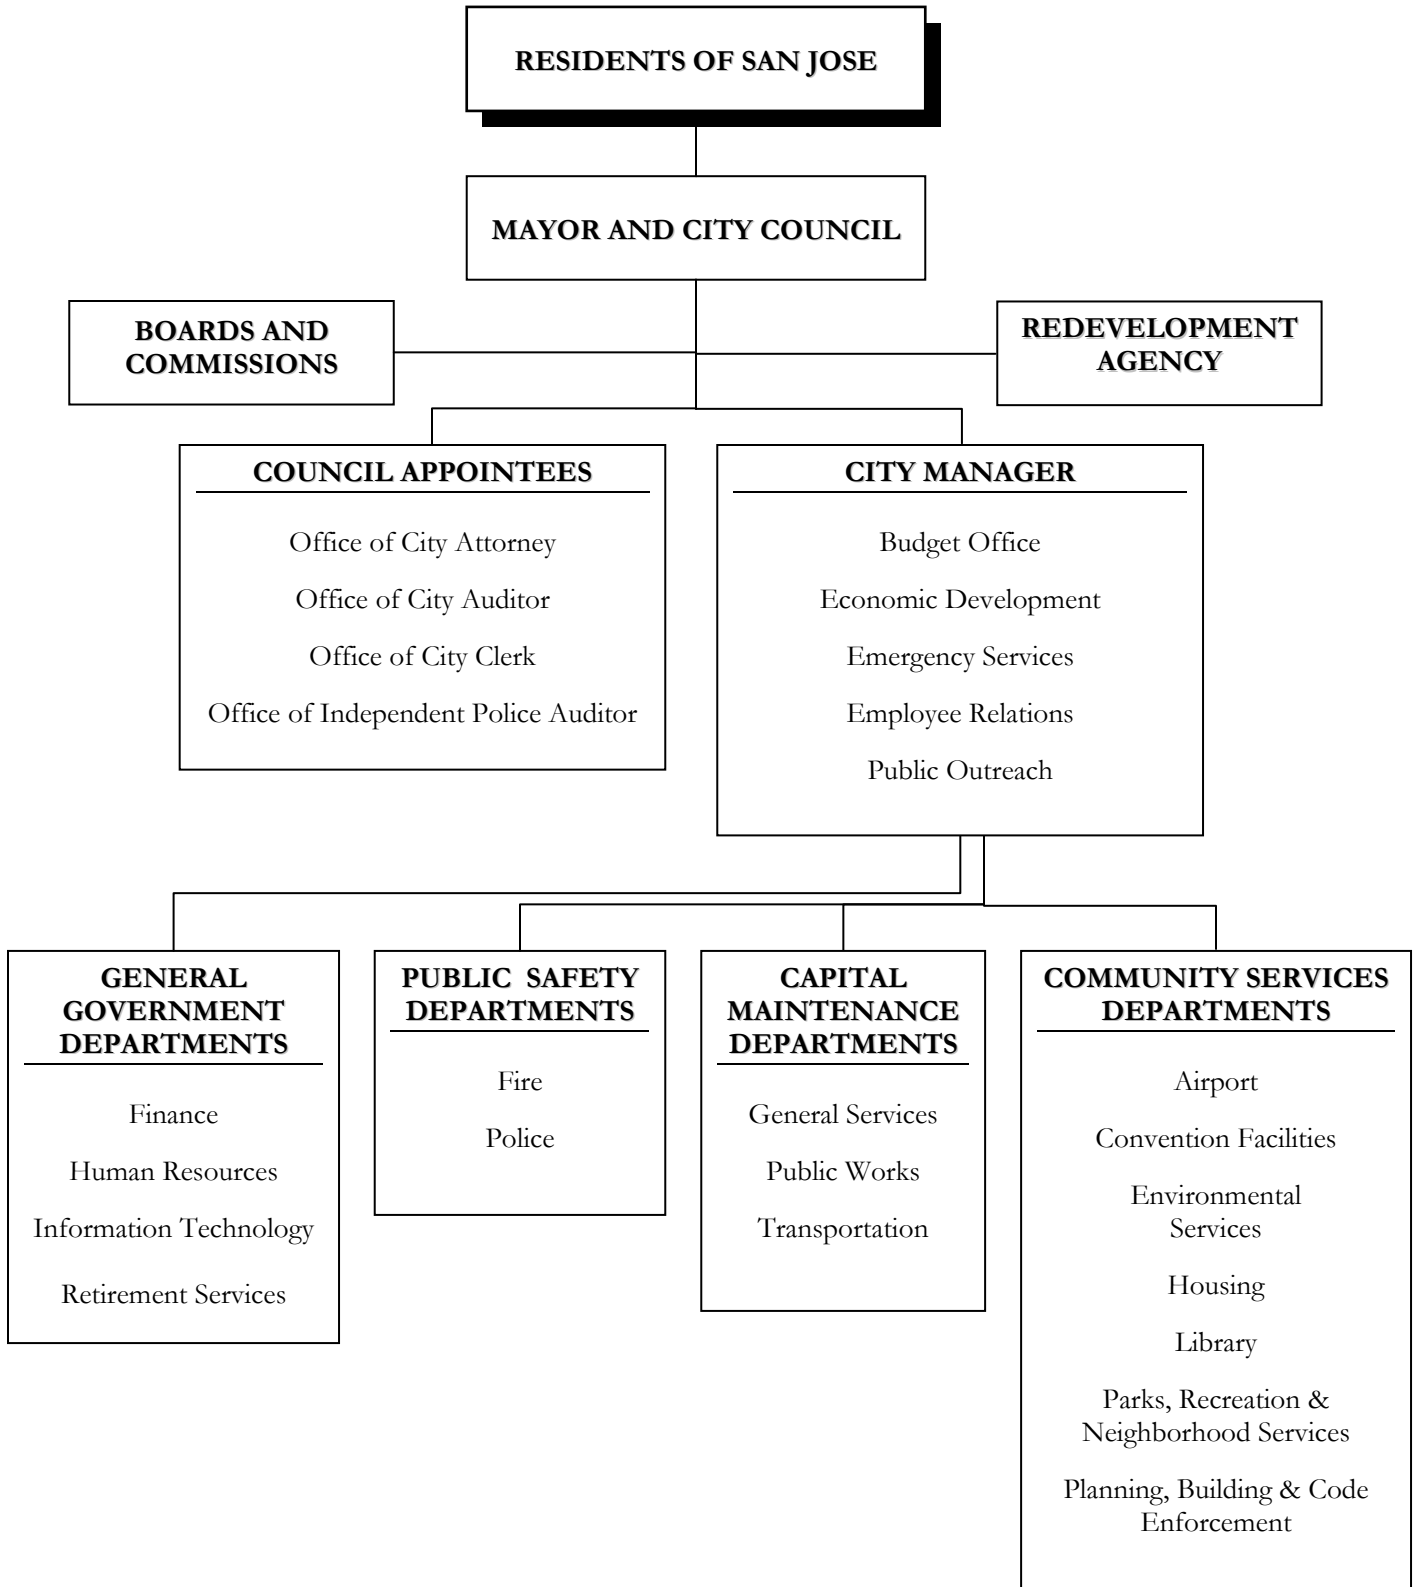 RESIDENTS OF SAN JOSE
MAYOR AND CITY COUNCIL
BOARDS AND
COMMISSIONS
REDEVELOPMENT
AGENCY
COUNCIL APPOINTEES
Office of City Attorney
Office of City Auditor
Office of City Clerk
Office of Independent Police Auditor
CITY MANAGER
Budget Office
Economic Development
Emergency Services
Employee Relations
Public Outreach
GENERAL
GOVERNMENT
DEPARTMENTS
Finance
Human Resources
Information Technology
Retirement Services
PUBLIC SAFETY
DEPARTMENTS
Fire
Police
CAPITAL
MAINTENANCE
DEPARTMENTS
General Services
Public Works
Transportation
COMMUNITY SERVICES
DEPARTMENTS
Airport
Convention Facilities
Environmental
Services
Housing
Library
Parks, Recreation &
Neighborhood Services
Planning, Building & Code
Enforcement